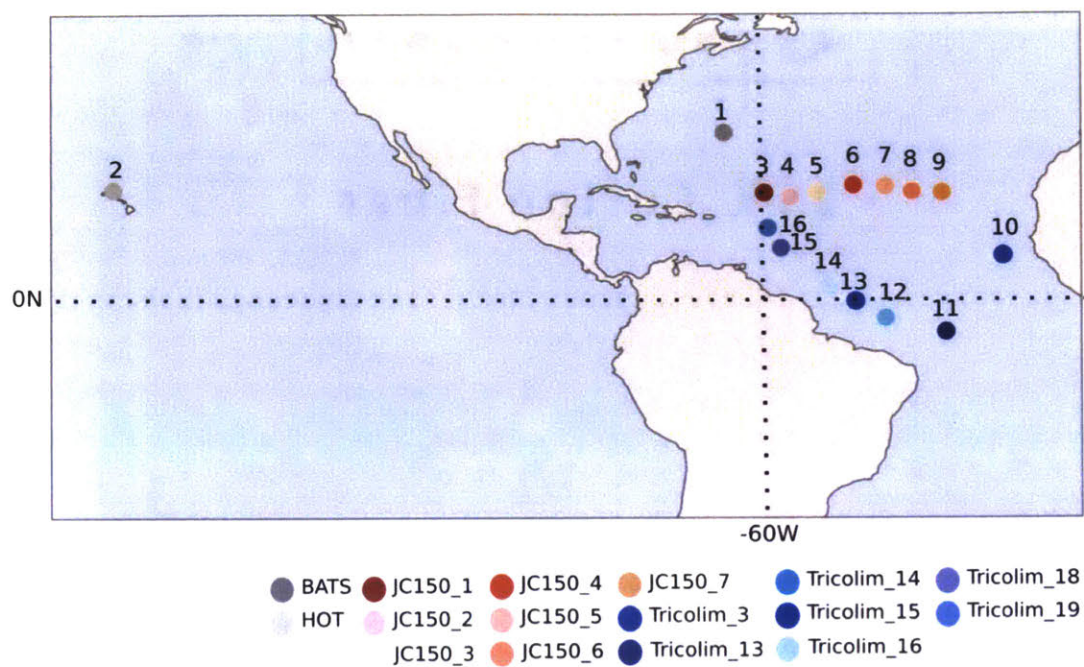 1
2
3 4 5 6 7 8 9
16
15
10
14
0N
13 12
11
-60W
BATS JC150_1 JC150_4 JC150_7 Tricolim_14 Tricolim_18
HOT JC150_2 JC150_5 Tricolim_3 Tricolim_15 Tricolim_19
JC150_3 JC150_6 Tricolim_13 Tricolim_16